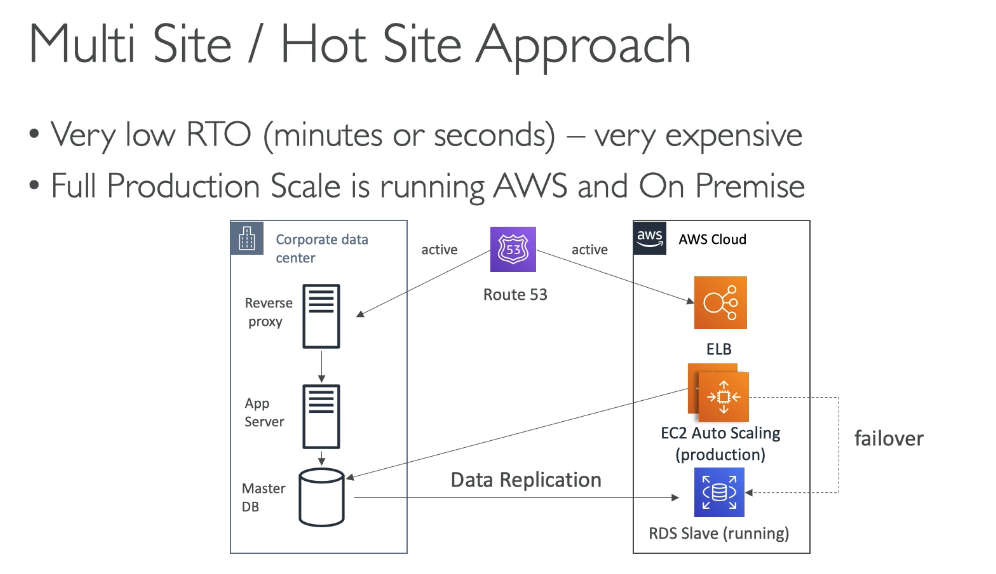 Multi Site / Hot Site Approach
• Very low RTO (minutes or seconds) – very expensive
• Full Production Scale is running AWS and On Premise
Corporate data
center
active
53
active
aws
AWS Cloud
Route 53
Reverse
proxy
ELB
App
Server
EC2 Auto Scaling
(production)
failover
Master
DB
Data Replication
RDS Slave (running)